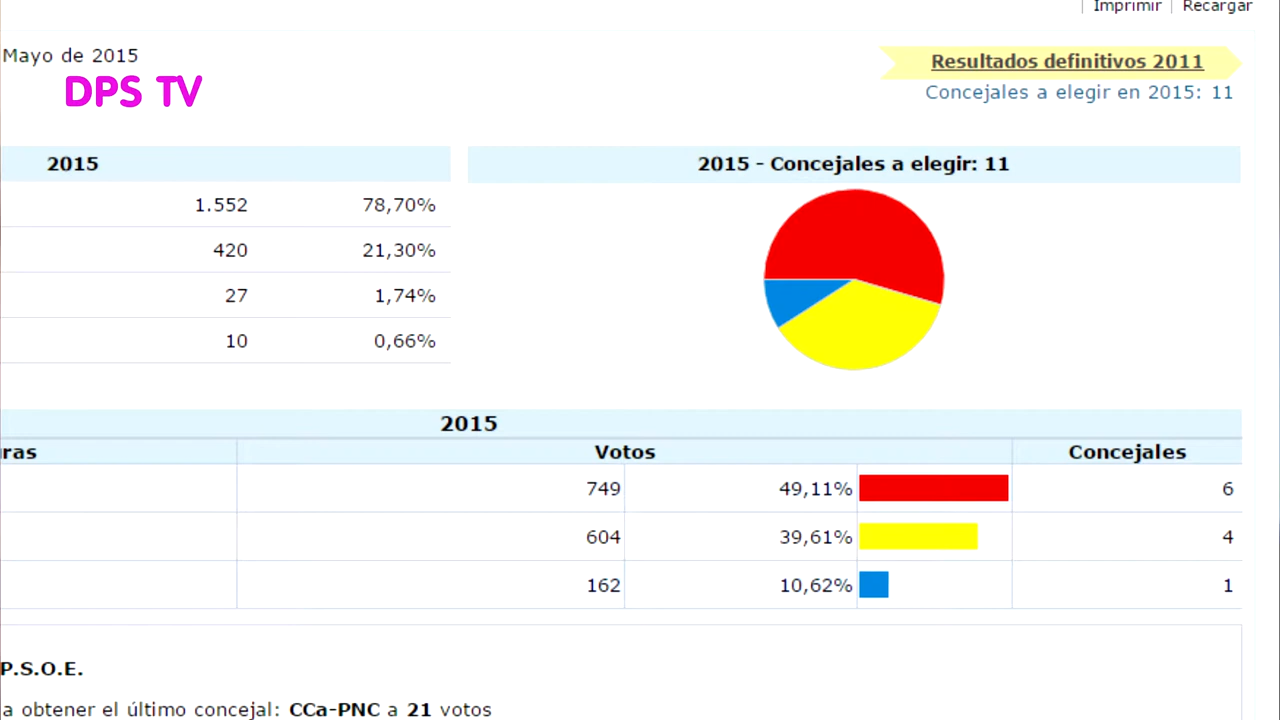 Imprimir Recargar
Mayo de 2015
Resultados definitivos 2011
DPS TV
Concejales a elegir en 2015: 11
2015
2015 - Concejales a elegir: 11
1.552 78,70%
420 21,30%
27 1,74%
10 0,66%
2015
ras Votos Concejales
749 49,11% 6
604 39,61% 4
162 10,62% 1
P.S.O.E.
a obtener el último concejal: CCa-PNC a 21 votos